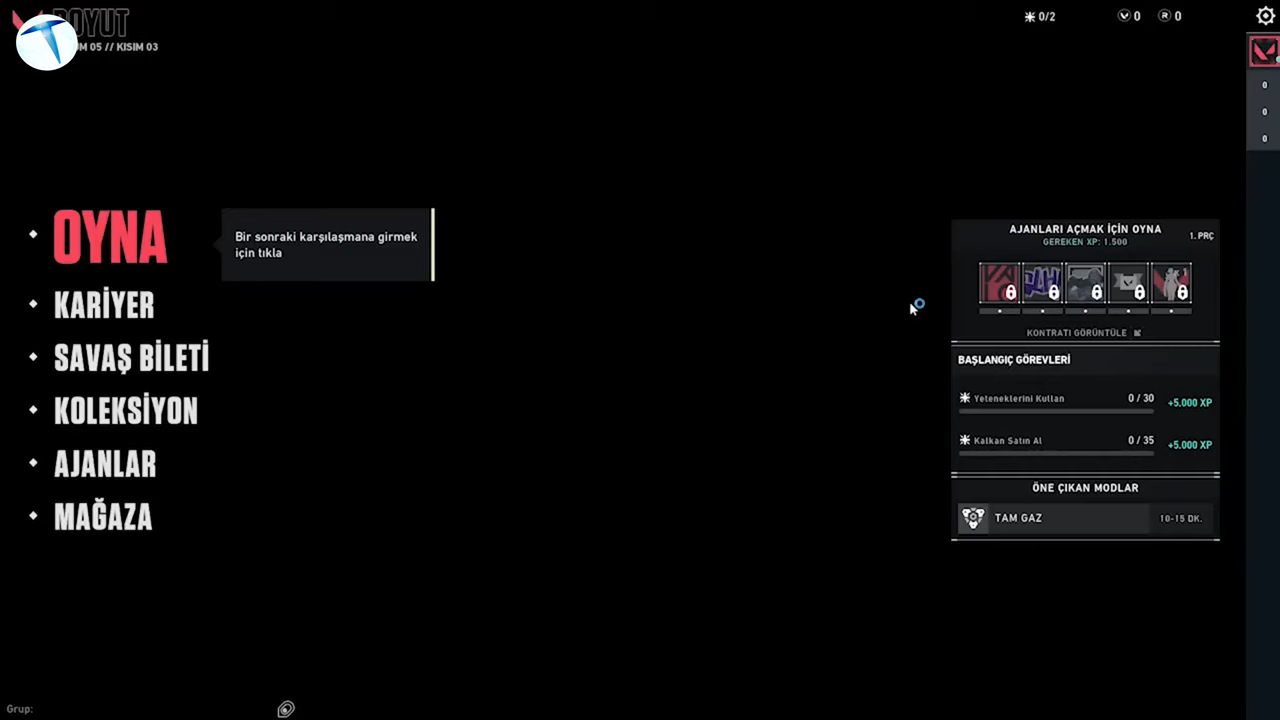 BOYUT
M 05 // KISIM 03
0/2
0
0
0
0
0
OYNA
Bir sonraki karşılaşmana girmek
için tıkla
KARİYER
SAVAŞ BİLETİ
KOLEKSİYON
AJANLAR
MAĞAZA
AJANLARI AÇMAK İÇİN OYNA
GEREKEN XP: 1.500
1. PRÇ
KONTRATI GÖRÜNTÜLE
BAŞLANGIÇ GÖREVLERİ
Yeteneklerini Kullan 0 / 30 +5.000 XP
Kalkan Satın Al 0 / 35 +5.000 XP
ÖNE ÇIKAN MODLAR
TAM GAZ 10-15 DK.
Grup: